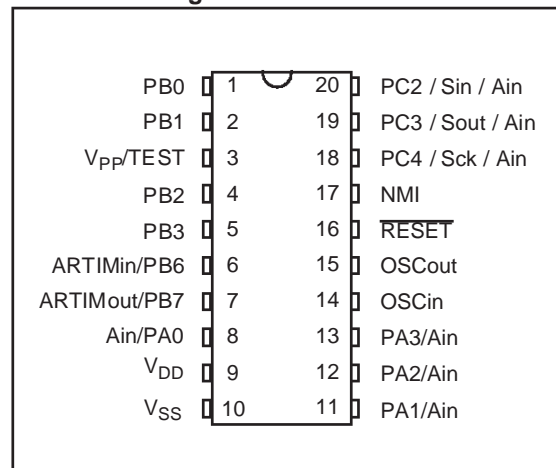 PB0 1 20 PC2 / Sin / Ain
PB1 2 19 PC3 / Sout / Ain
VPP/TEST 3 18 PC4 / Sck / Ain
PB2 4 17 NMI
PB3 5 16 RESET
ARTIMin/PB6 6 15 OSCout
ARTIMout/PB7 7 14 OSCin
Ain/PA0 8 13 PA3/Ain
VDD 9 12 PA2/Ain
VSS 10 11 PA1/Ain